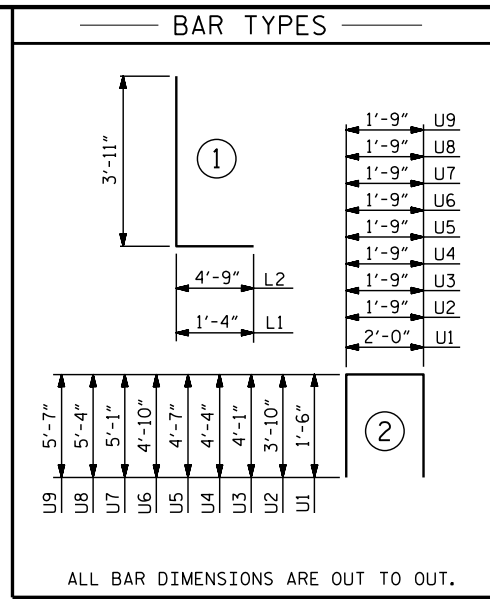 BAR TYPES
3'-11"
1
4'-9" L2
1'-4" L1
1'-9" U9
1'-9" U8
1'-9" U7
1'-9" U6
1'-9" U5
1'-9" U4
1'-9" U3
1'-9" U2
2'-0" U1
5'-7" U9
5'-4" U8
5'-1" U7
4'-10" U6
4'-7" U5
4'-4" U4
4'-1" U3
3'-10" U2
1'-6" U1
2
ALL BAR DIMENSIONS ARE OUT TO OUT.